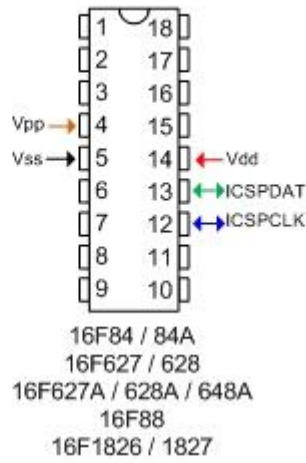 1 18
2 17
3 16
Vpp 4 15
Vss 5 14 Vdd
6 13 ICSPDAT
7 12 ICSPCLK
8 11
9 10
16F84 / 84A
16F627 / 628
16F627A / 628A / 648A
16F88
16F1826 / 1827